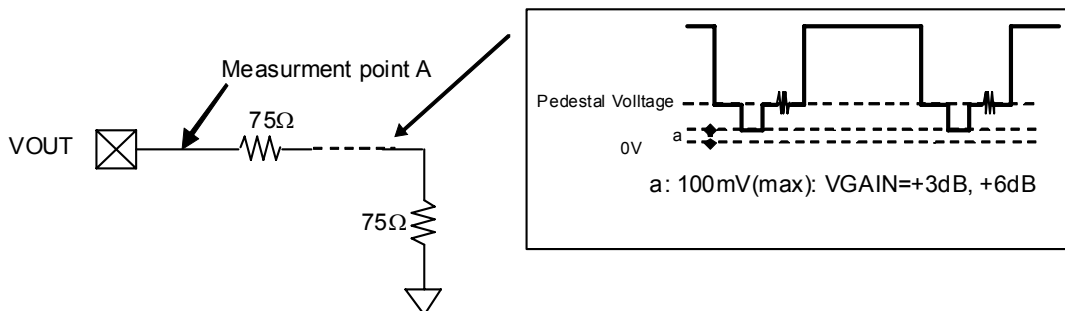 Measurment point A
VOUT
75Ω
75Ω
Pedestal Volltage
a
0V
a: 100mV(max): VGAIN=+3dB, +6dB